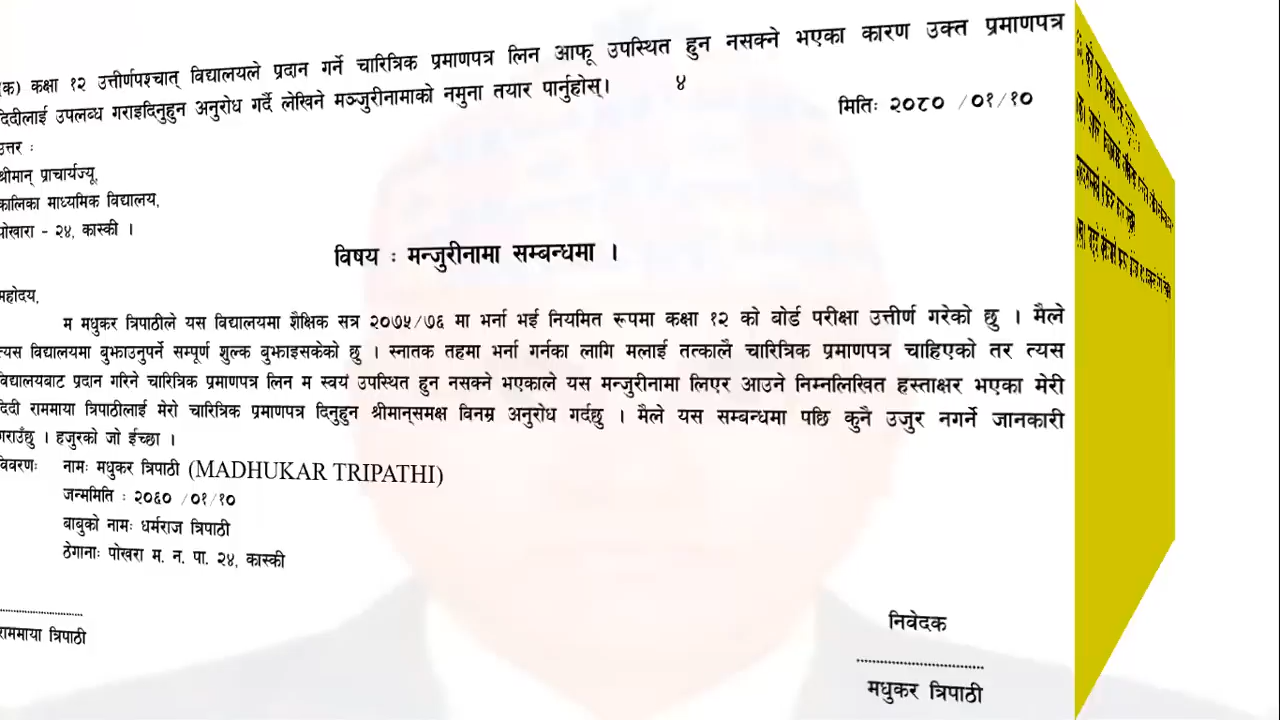 क) कक्षा १२ उत्तीर्णपश्चात् विद्यालयले प्रदान गर्ने चारित्रिक प्रमाणपत्र लिन आफू उपस्थित हुन नसक्ने भएका कारण उक्त प्रमाणपत्र
दिदीलाई उपलब्ध गराइदिनुहुन अनुरोध गर्दै लेखिने मञ्जुरीनामाको नमुना तयार पार्नुहोस्। ४
मितिः २०८० /०१/१०
उत्तर :
श्रीमान् प्राचार्यज्यू,
कालिका माध्यमिक विद्यालय,
पोखारा - २४, कास्की ।
विषय : मन्जुरीनामा सम्बन्धमा ।
महोदय,
म मधुकर त्रिपाठीले यस विद्यालयमा शैक्षिक सत्र २०७५/७६ मा भर्ना भई नियमित रूपमा कक्षा १२ को बोर्ड परीक्षा उत्तीर्ण गरेको छु । मैले
त्यस विद्यालयमा बुझाउनुपर्ने सम्पूर्ण शुल्क बुझाइसकेको छु । स्नातक तहमा भर्ना गर्नका लागि मलाई तत्कालै चारित्रिक प्रमाणपत्र चाहिएको तर त्यस
विद्यालयबाट प्रदान गरिने चारित्रिक प्रमाणपत्र लिन म स्वयं उपस्थित हुन नसक्ने भएकाले यस मन्जुरीनामा लिएर आउने निम्नलिखित हस्ताक्षर भएका मेरी
दिदी राममाया त्रिपाठीलाई मेरो चारित्रिक प्रमाणपत्र दिनुहुन श्रीमान्समक्ष विनम्र अनुरोध गर्दछु । मैले यस सम्बन्धमा पछि कुनै उजुर नगर्ने जानकारी
गराउँछु । हजुरको जो ईच्छा ।
विवरणः नामः मधुकर त्रिपाठी (MADHUKAR TRIPATHI)
जन्ममिति : २०६० /०१/१०
बाबुको नामः धर्मराज त्रिपाठी
ठेगानाः पोखरा म. न. पा. २४, कास्की
निवेदक
राममाया त्रिपाठी
मधुकर त्रिपाठी